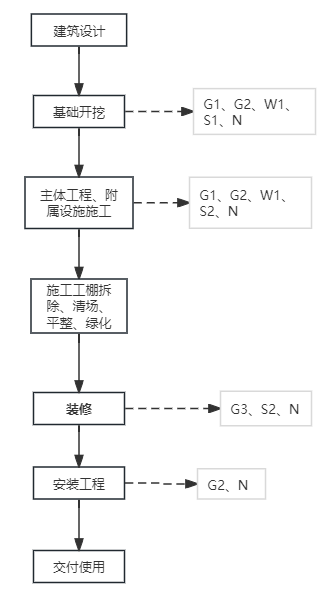 建筑设计
基础开挖
G1、G2、W1、
S1、N
主体工程、附
属设施施工
G1、G2、W1、
S2、N
施工工棚拆
除、清场、
平整、绿化
装修
G3、S2、N
安装工程
G2、N
交付使用